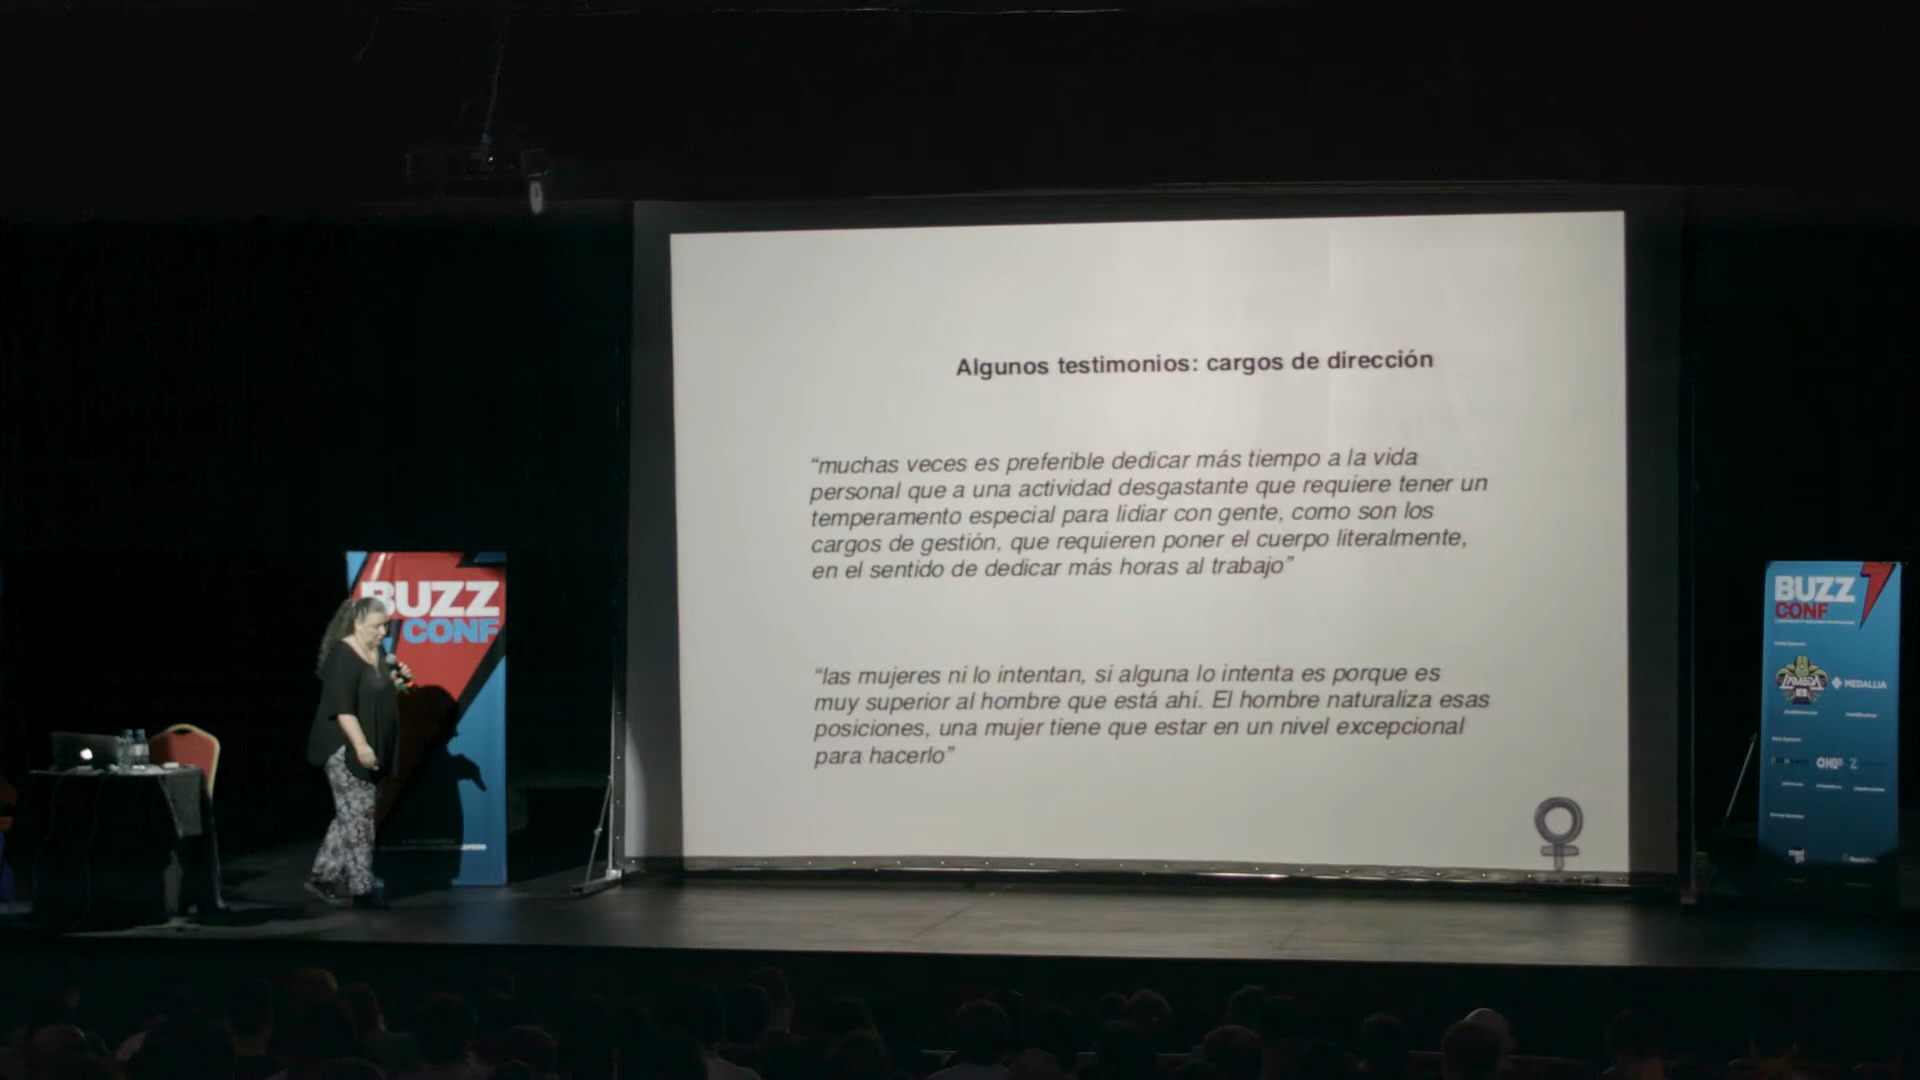 Algunos testimonios: cargos de dirección
“muchas veces es preferible dedicar más tiempo a la vida
personal que a una actividad desgastante que requiere tener un
temperamento especial para lidiar con gente, como son los
cargos de gestión, que requieren poner el cuerpo literalmente,
en el sentido de dedicar más horas al trabajo”
“las mujeres ni lo intentan, si alguna lo intenta es porque es
muy superior al hombre que está ahí. El hombre naturaliza esas
posiciones, una mujer tiene que estar en un nivel excepcional
para hacerlo”
BUZZ
CONF
BUZZ
CONF
LAMBDA
MEDALLIA